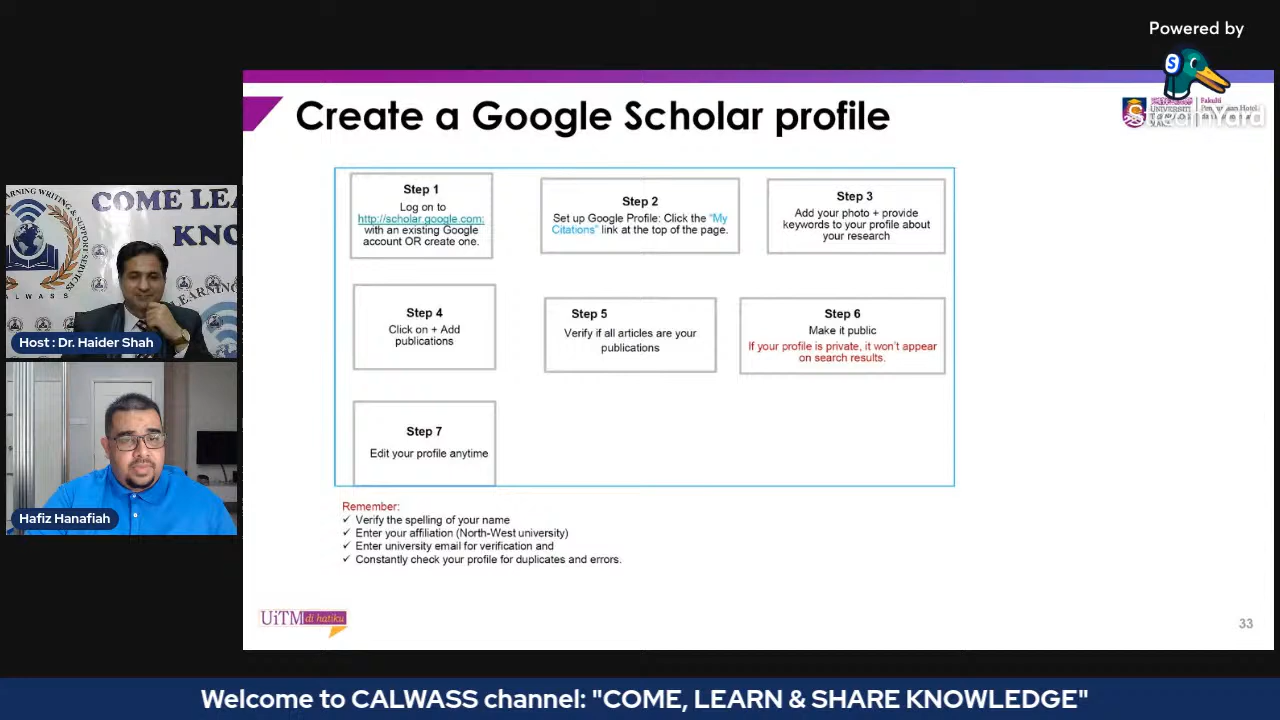 Powered by
Create a Google Scholar profile
Step 1
Log on to
http://scholar.google.com;
with an existing Google
account OR create one.
Step 2
Set up Google Profile: Click the “My
Citations” link at the top of the page.
Step 3
Add your photo + provide
keywords to your profile about
your research
Step 4
Click on + Add
publications
Step 5
Verify if all articles are your
publications
Step 6
Make it public
If your profile is private, it won’t appear
on search results.
Step 7
Edit your profile anytime
Remember:
✓ Verify the spelling of your name
✓ Enter your affiliation (North-West university)
✓ Enter university email for verification and
✓ Constantly check your profile for duplicates and errors.
UiTM di hatiku
33
COME LEA
KNO
CALWASS
Host : Dr. Haider Shah
Hafiz Hanafiah
Welcome to CALWASS channel: "COME, LEARN & SHARE KNOWLEDGE"